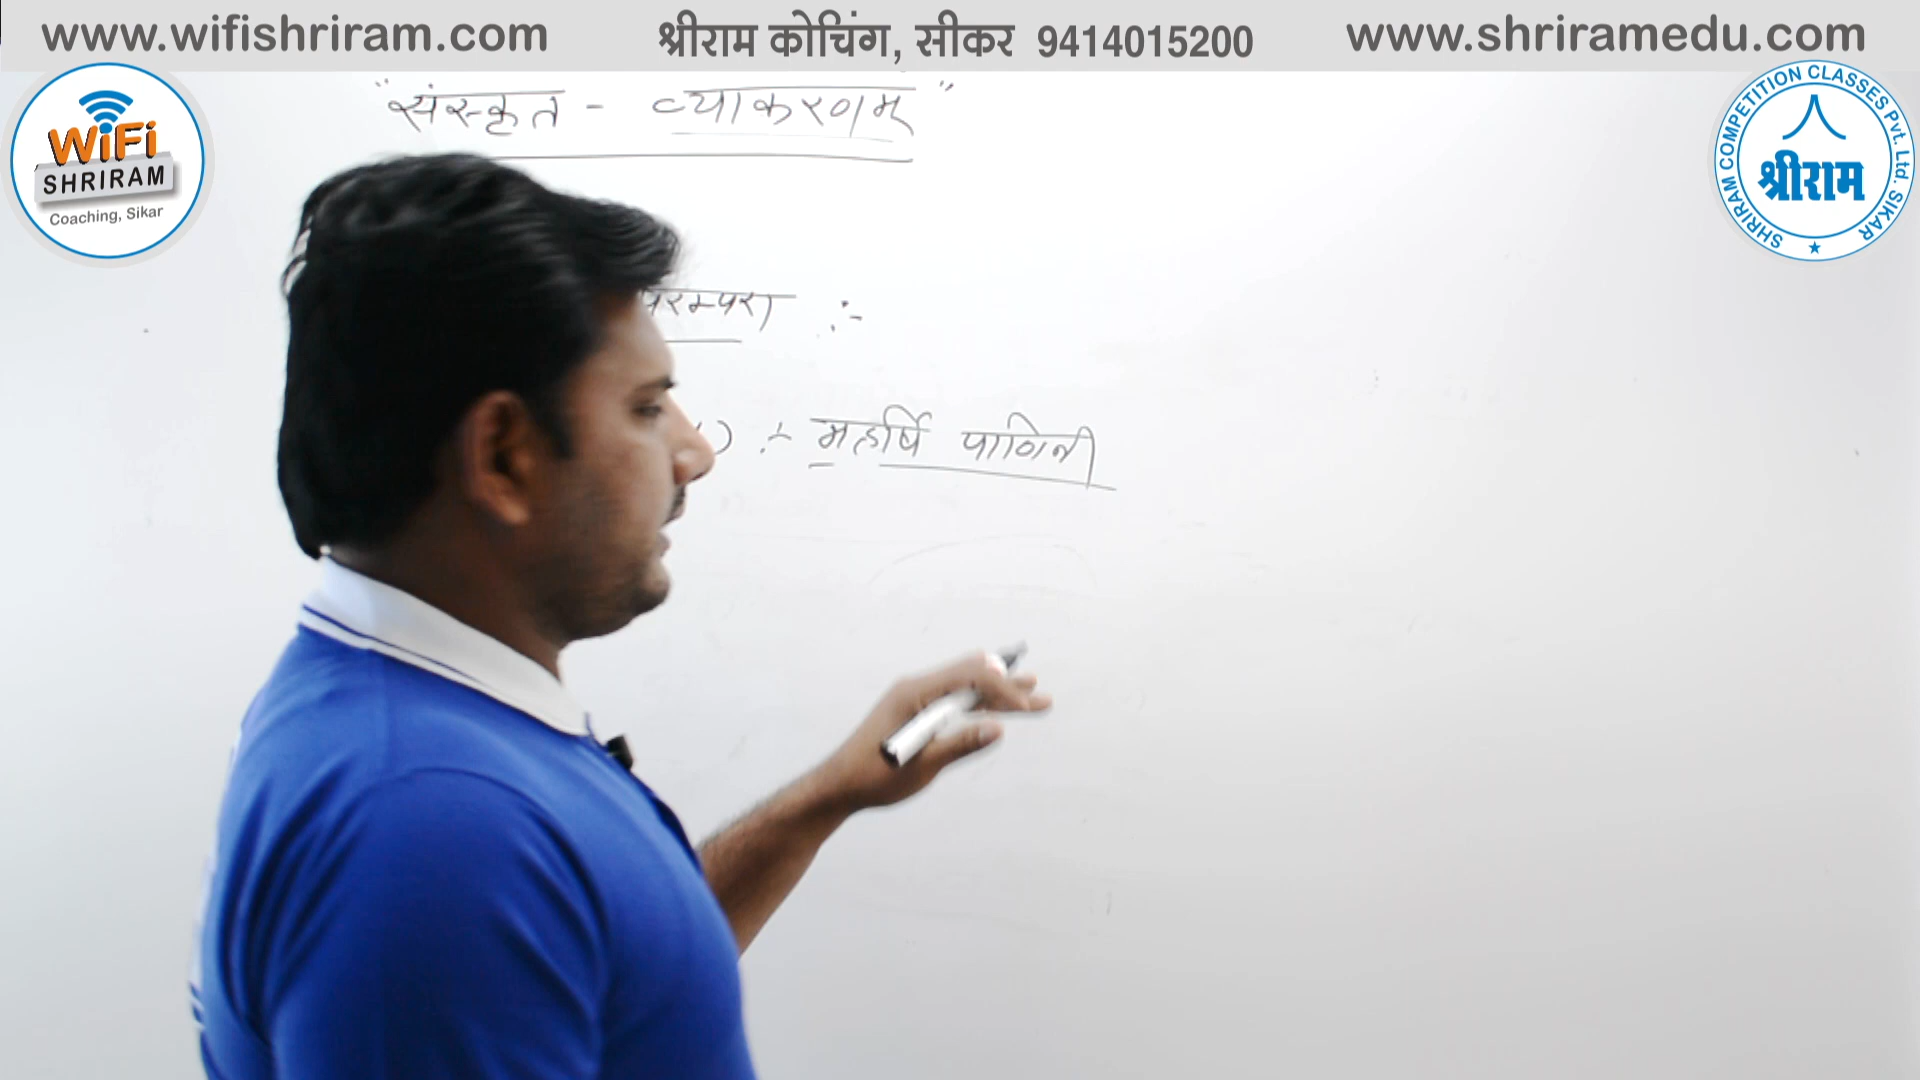 www.wifishriram.com
श्रीराम कोचिंग, सीकर 9414015200
www.shriramedu.com
WiFi
SHRIRAM
Coaching, Sikar
SHRIRAM COMPETITION CLASSES Pvt. Ltd. SIKAR
श्रीराम
"संस्कृत - व्याकरणम्"
परम्परा :-
) :- महर्षि पाणिनी